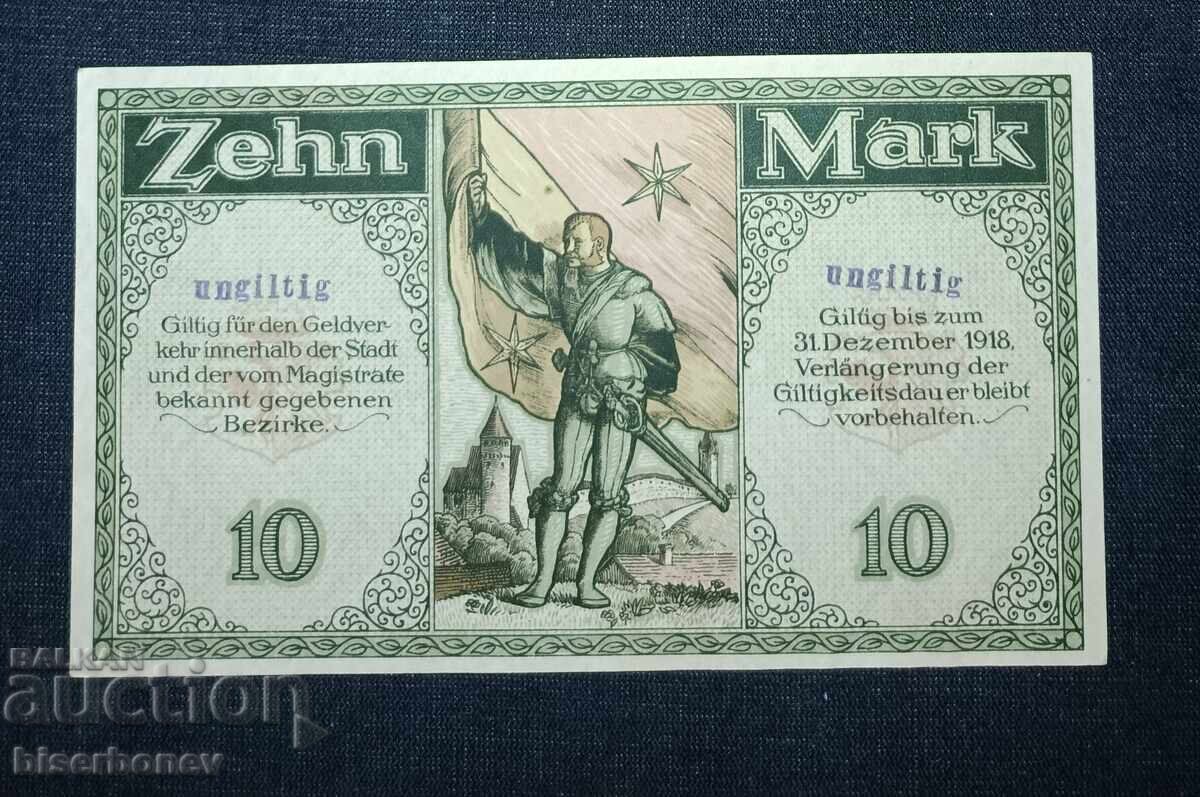 Zehn Mark
ungiltig
Giltig für den Geldver-
kehr innerhalb der Stadt
und der vom Magistrate
bekannt gegebenen
Bezirke.
10
ungiltig
Giltig bis zum
31. Dezember 1918,
Verlängerung der
Giltigkeitsdauer bleibt
vorbehalten.
10
BALKAN
auction
biserboney